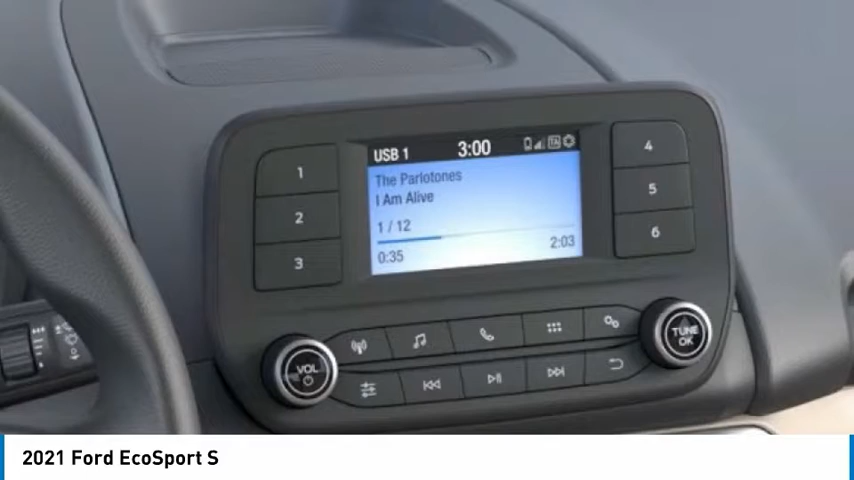 USB 1 3:00 TA
The Parlotones
I Am Alive
1 / 12
0:35 2:03
1
2
3
4
5
6
VOL
TUNE
OK
2021 Ford EcoSport S